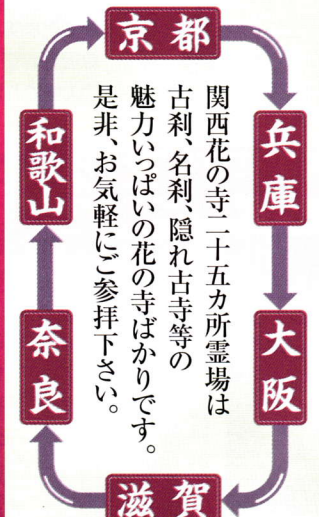 京都
兵庫
大阪
滋賀
奈良
和歌山
関西花の寺二十五カ所霊場は
古刹、名刹、隠れ古寺等の
魅力いっぱいの花の寺ばかりです。
是非、お気軽にご参拝下さい。